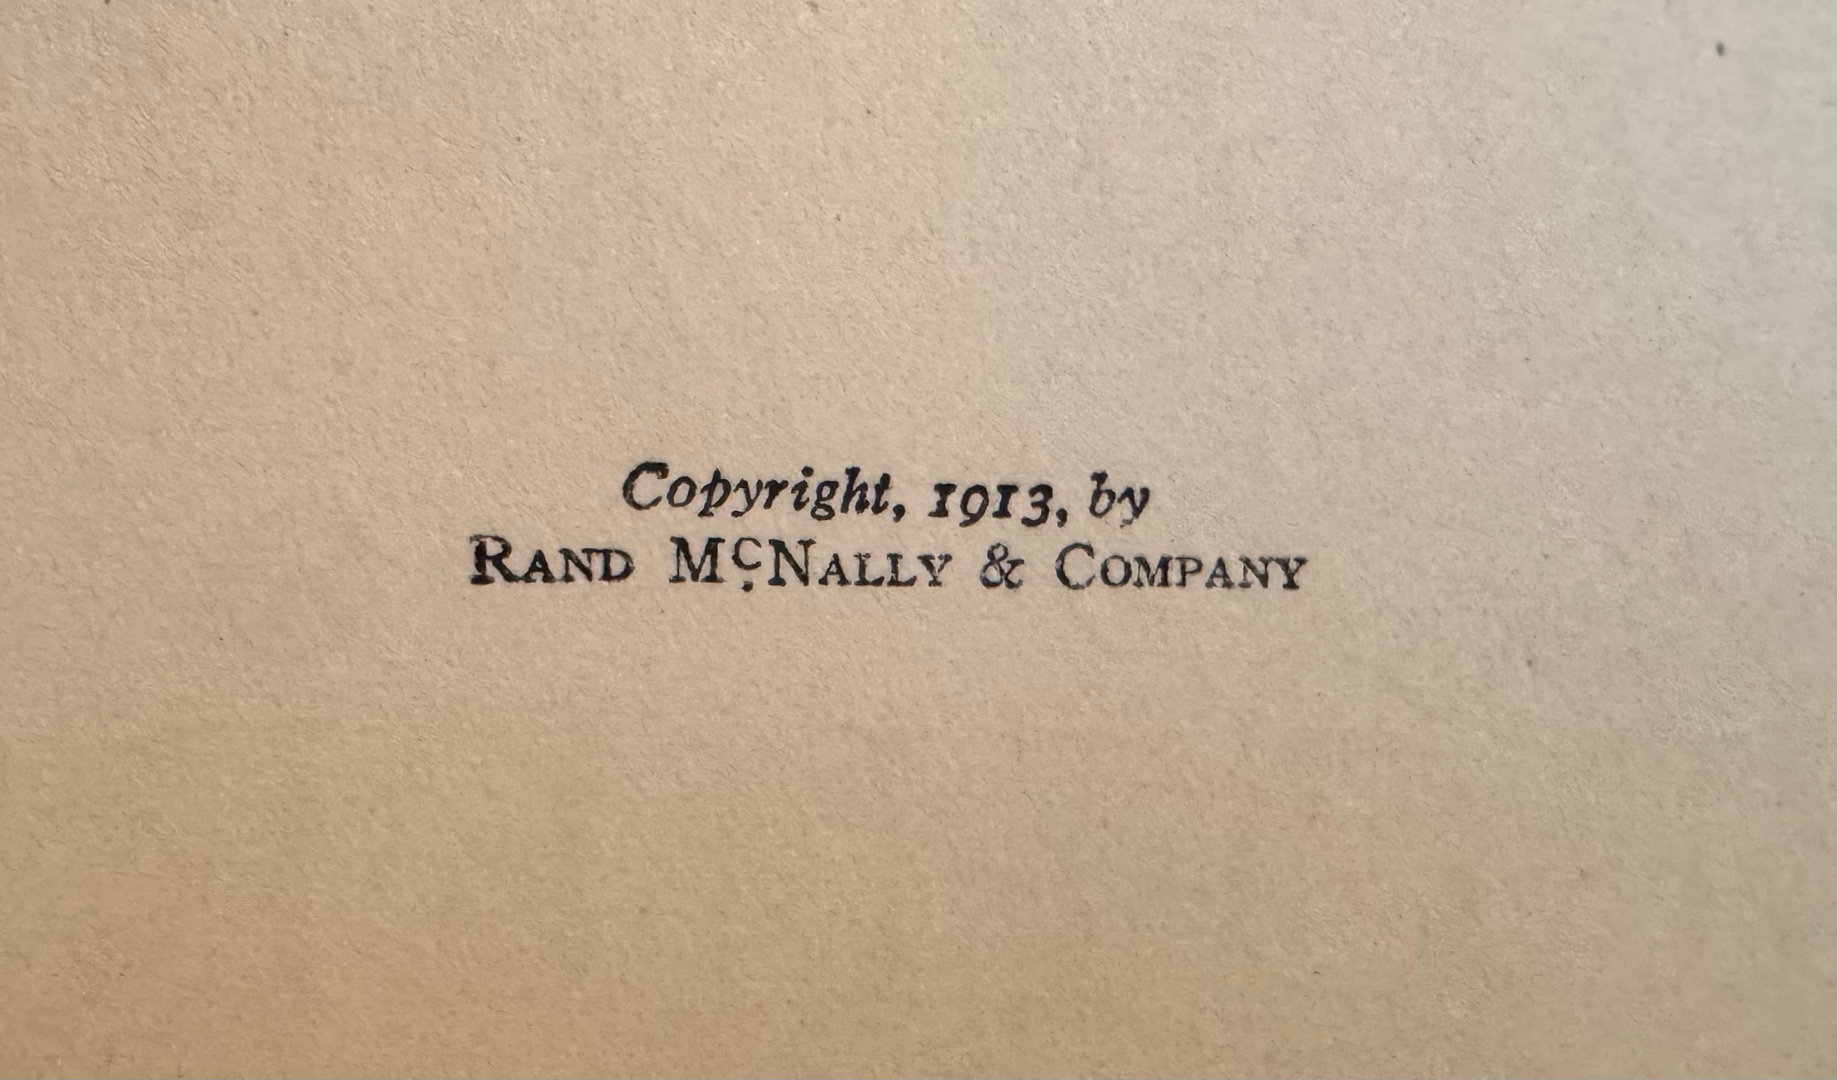 Copyright, 1913, by
RAND McNALLY & COMPANY